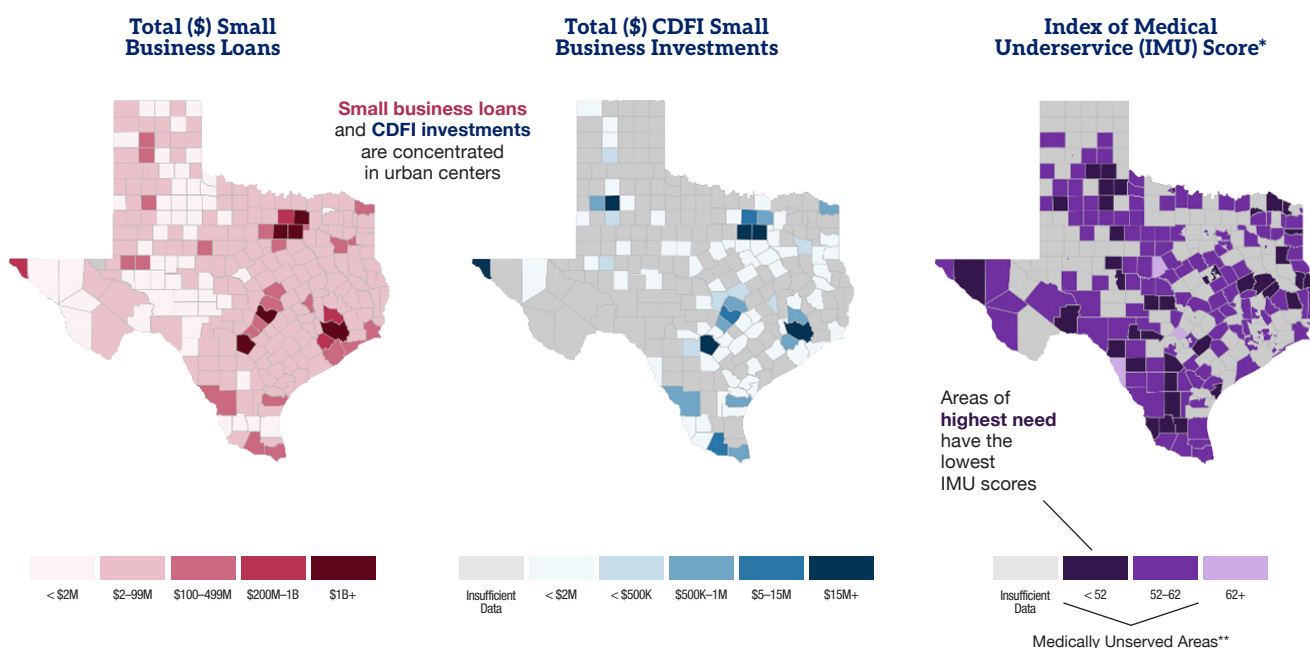 Total ($) Small
Business Loans
Total ($) CDFI Small
Business Investments
Index of Medical
Underservice (IMU) Score*
Small business loans
and CDFI investments
are concentrated
in urban centers
Areas of
highest need
have the
lowest
IMU scores
< $2M
$2–99M
$100–499M
$200M–1B
$1B+
Insufficient
Data
< $2M
< $500K
$500K–1M
$5–15M
$15M+
Insufficient
Data
< 52
52–62
62+
Medically Unserved Areas**